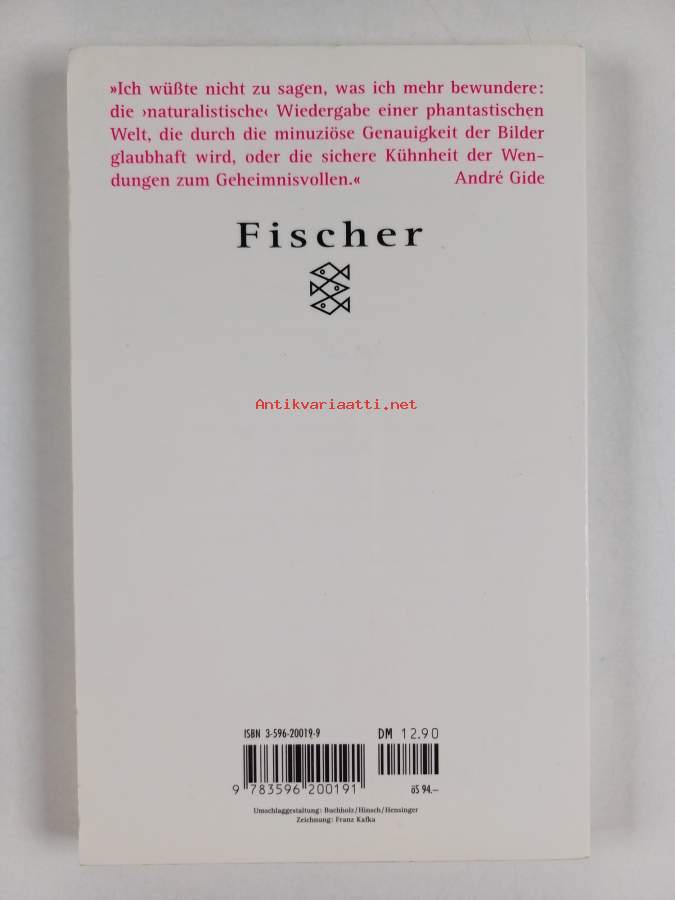 »Ich wüßte nicht zu sagen, was ich mehr bewundere:
die ›naturalistische‹ Wiedergabe einer phantastischen
Welt, die durch die minuziöse Genauigkeit der Bilder
glaubhaft wird, oder die sichere Kühnheit der Wen-
dungen zum Geheimnisvollen.« André Gide
Fischer
Antikvariaatti.net
ISBN 3-596-20019-9 DM 12.90
9 783596 200191 öS 94.–
Umschlaggestaltung: Buchholz/Hinsch/Hensinger
Zeichnung: Franz Kafka